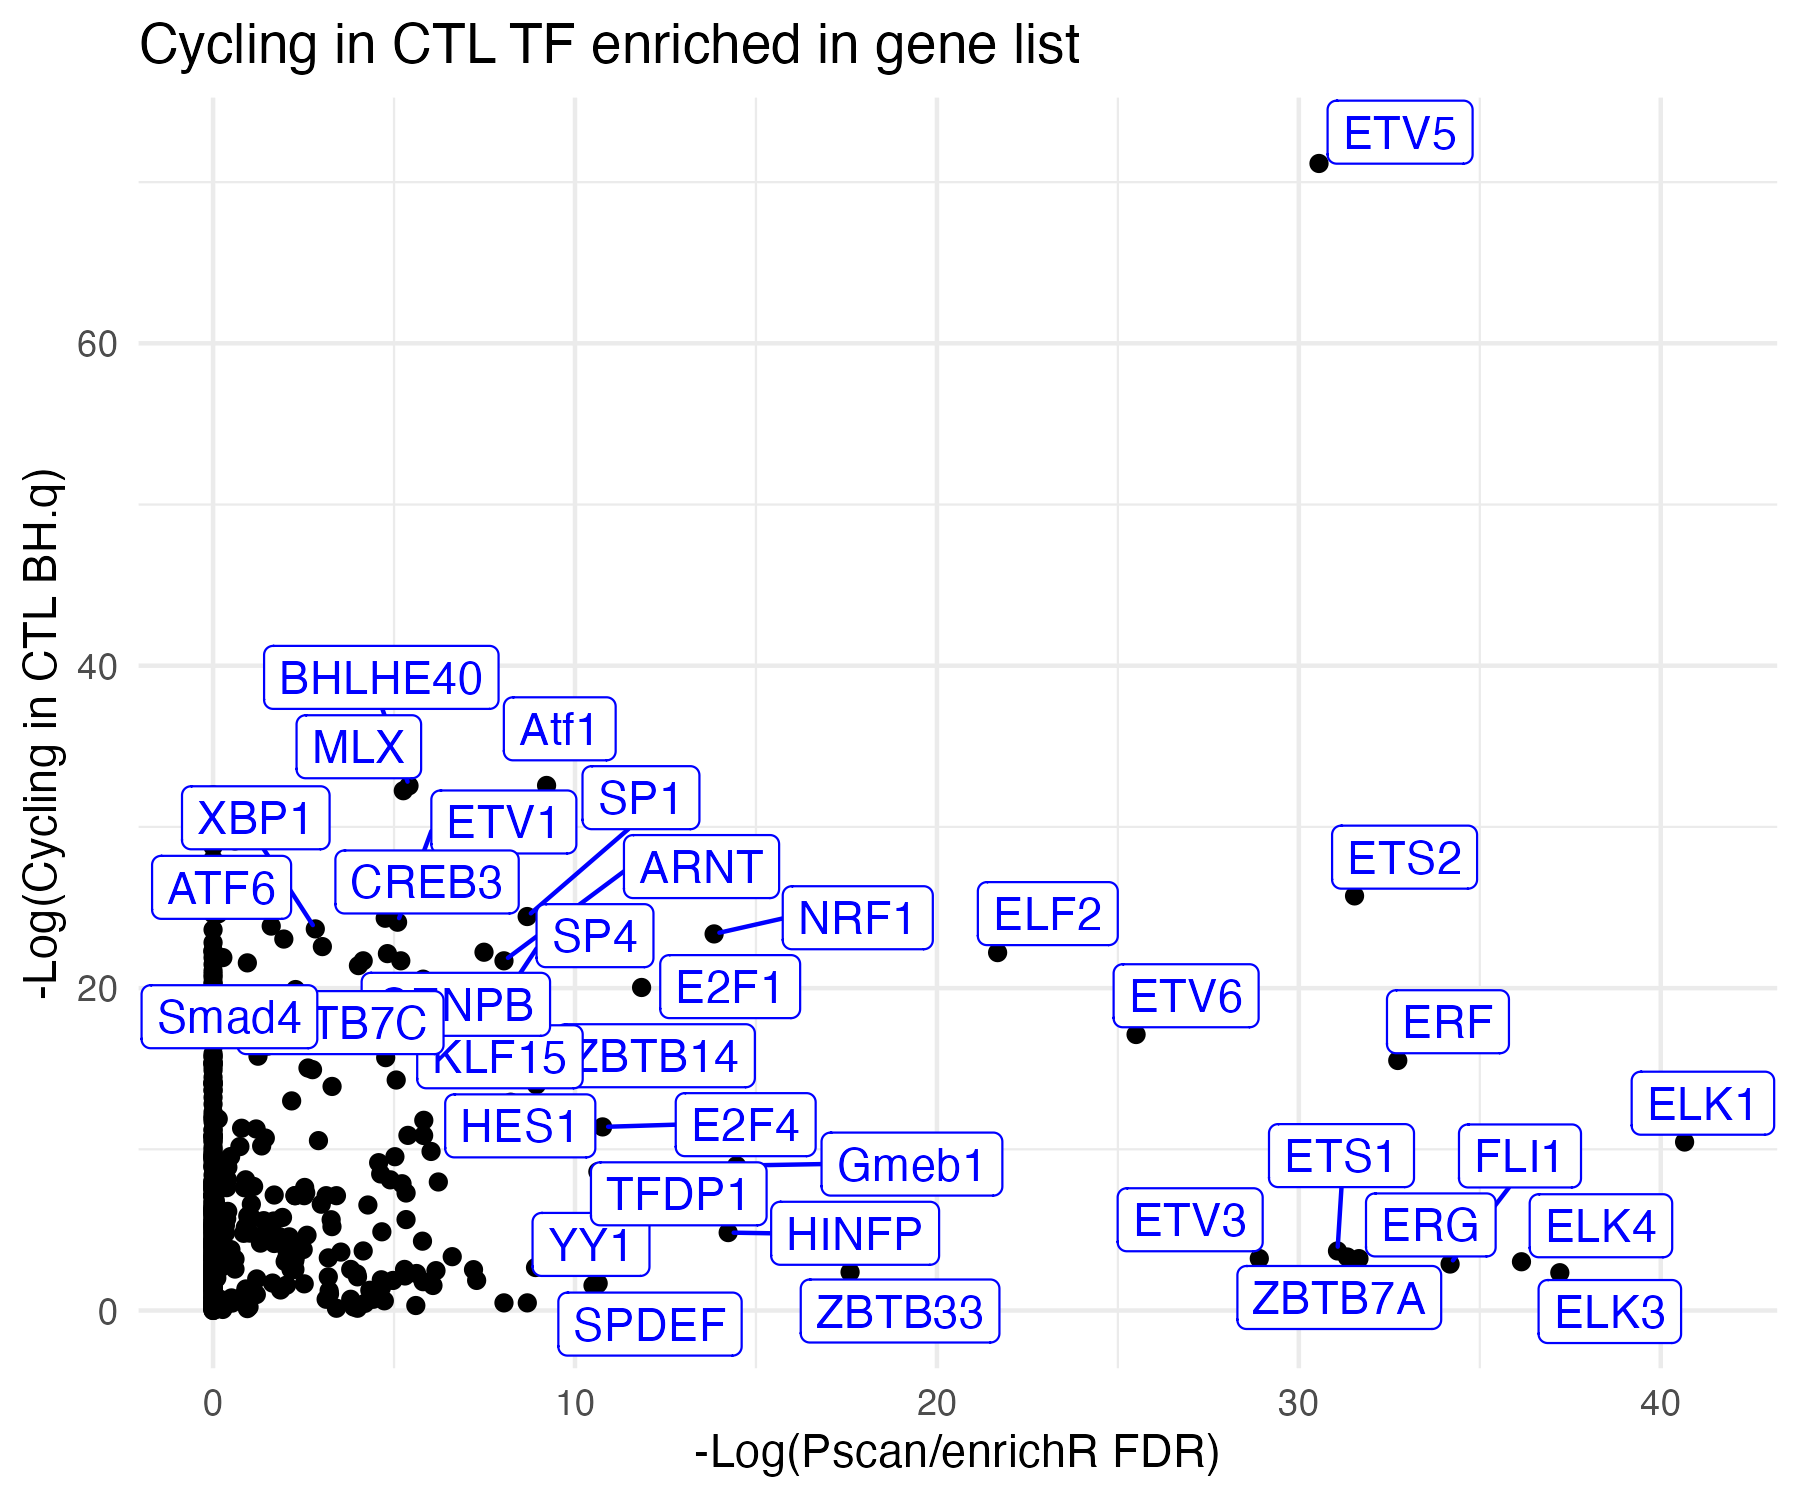 Cycling in CTL TF enriched in gene list
ETV5
60
-Log(Cycling in CTL BH.q)
BHLHE40
40
Atf1
MLX
SP1
XBP1
ETV1
ETS2
ARNT
CREB3
ATF6
NRF1
ELF2
SP4
E2F1
ETV6
20
NPB
Smad4
TB7C
ERF
KLF15
ZBTB14
ELK1
HES1
E2F4
Gmeb1
ETS1
FLI1
TFDP1
ETV3
ERG
ELK4
HINFP
YY1
ZBTB7A
0
SPDEF
ZBTB33
ELK3
0
10
20
30
40
-Log(Pscan/enrichR FDR)